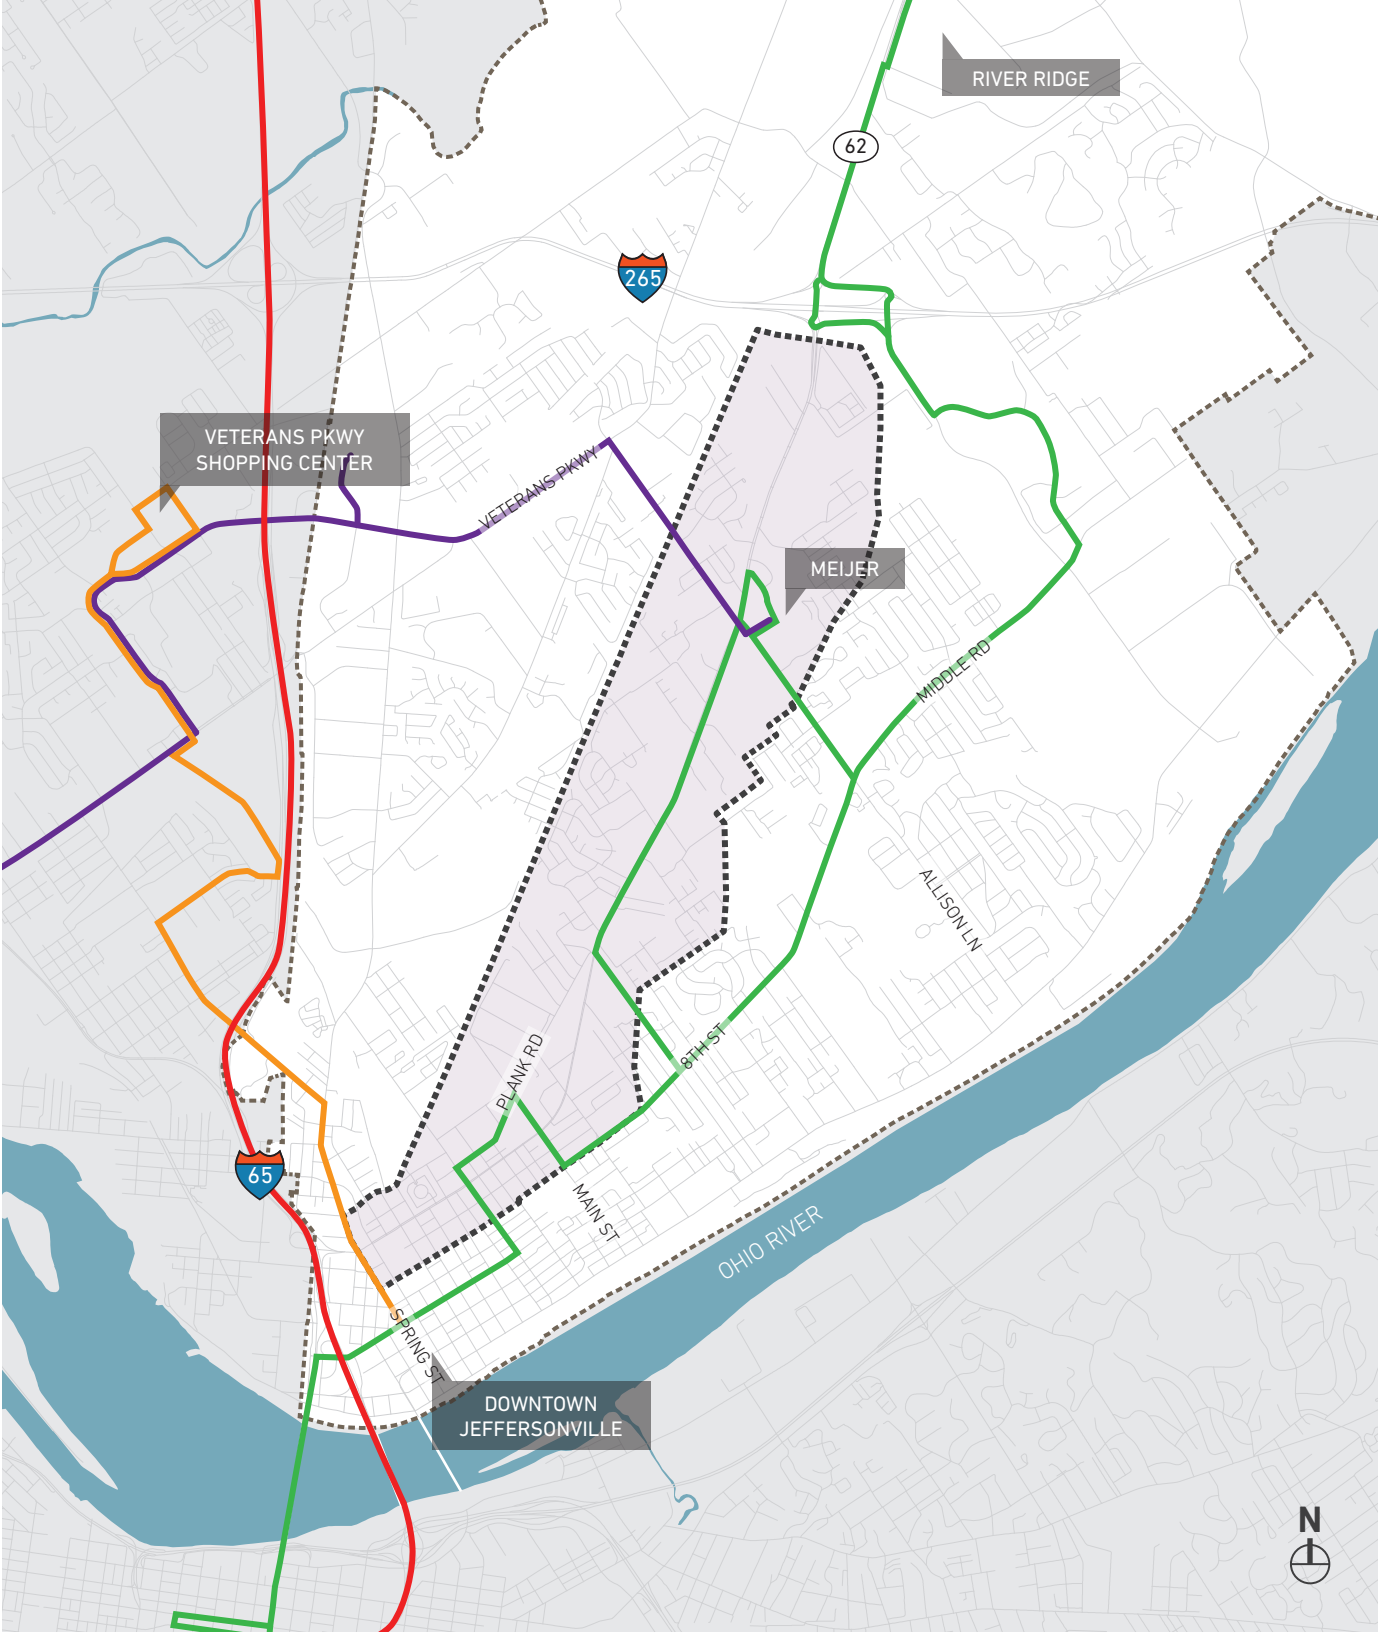 RIVER RIDGE
62
265
VETERANS PKWY
SHOPPING CENTER
VETERANS PKWY
MEIJER
MIDDLE RD
ALLISON LN
PLANK RD
8TH ST
65
MAIN ST
OHIO RIVER
SPRING ST
DOWNTOWN
JEFFERSONVILLE
N